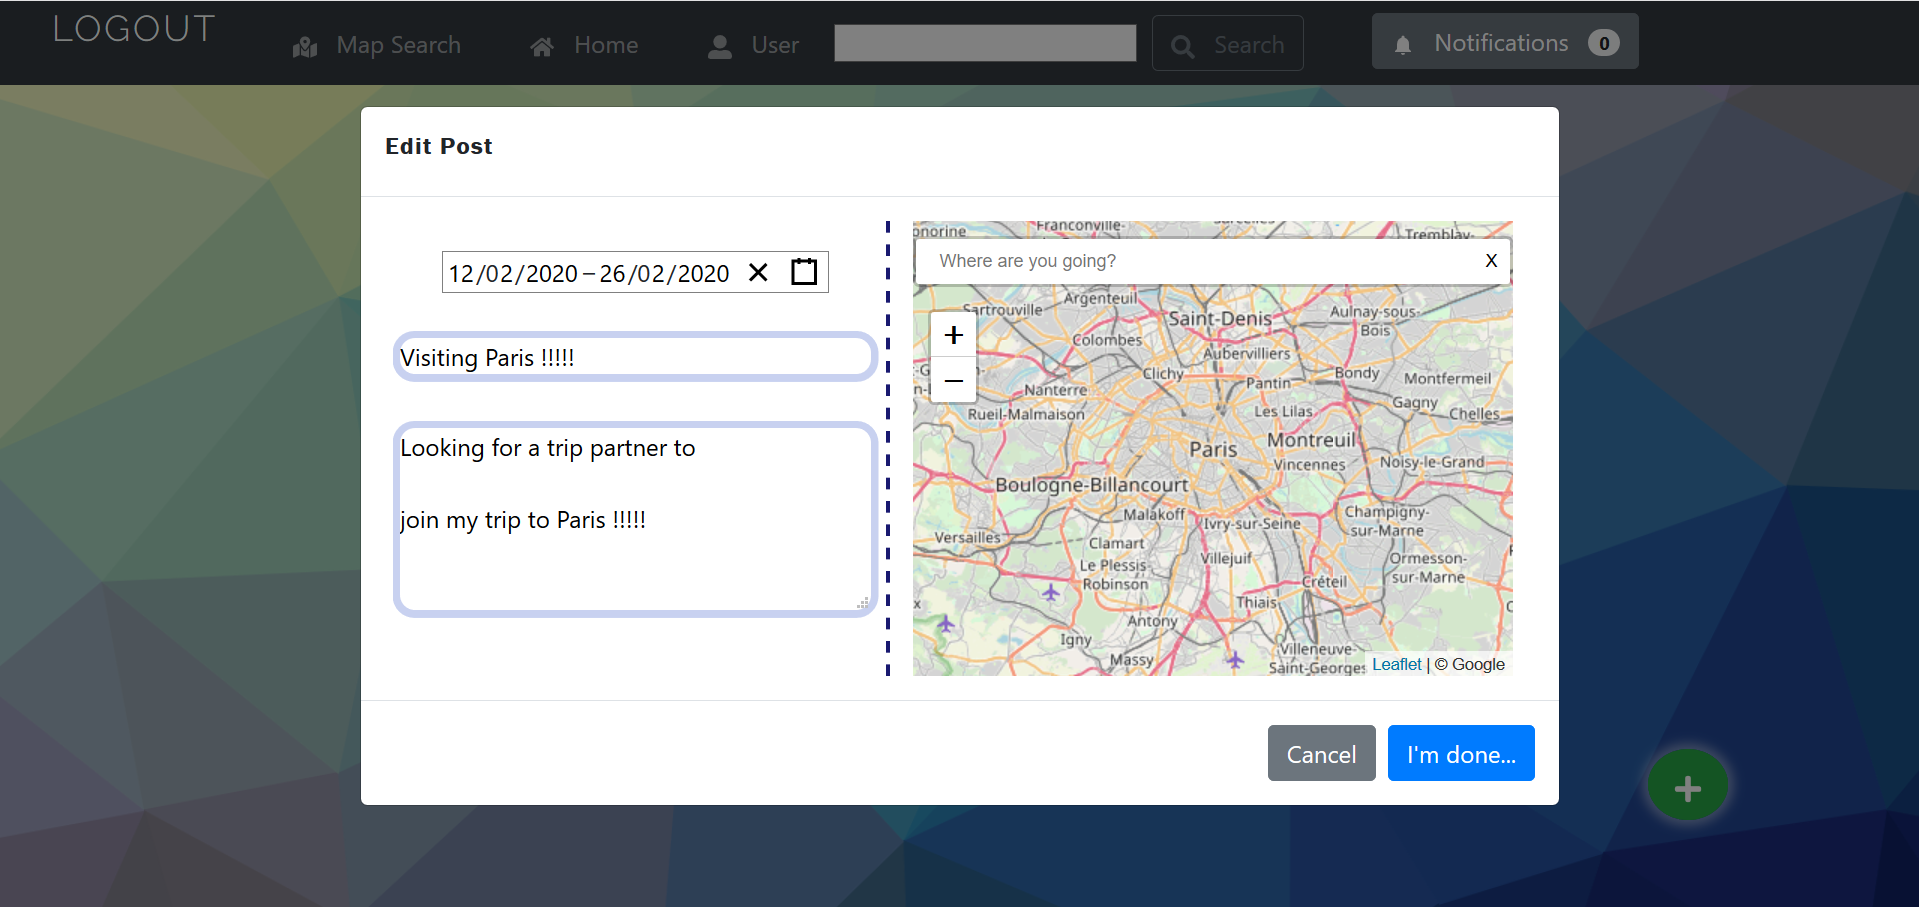 LOGOUT
Map Search
Home
User
Search
Notifications 0
Edit Post
12/02/2020 – 26/02/2020
Visiting Paris !!!!!
Looking for a trip partner to
join my trip to Paris !!!!!
Franconville-
Tremblay-
Where are you going?
X
Argenteuil
Sartrouville
Saint-Denis
Aulnay-sous-
Bois
+
Colombes
Aubervilliers
Clichy
Bondy
Montfermeil
−
Nanterre
Pantin
Gagny
Chelles
Rueil-Malmaison
Les Lilas
Paris
Montreuil
Vincennes
Noisy-le-Grand
Boulogne-Billancourt
Malakoff
Ivry-sur-Seine
Champigny-
sur-Marne
Versailles
Clamart
Villejuif
Ormesson-
sur-Marne
Le Plessis-
Robinson
Créteil
Thiais
Antony
Igny
Massy
Villeneuve-
Saint-Georges
Leaflet | © Google
Cancel
I'm done...